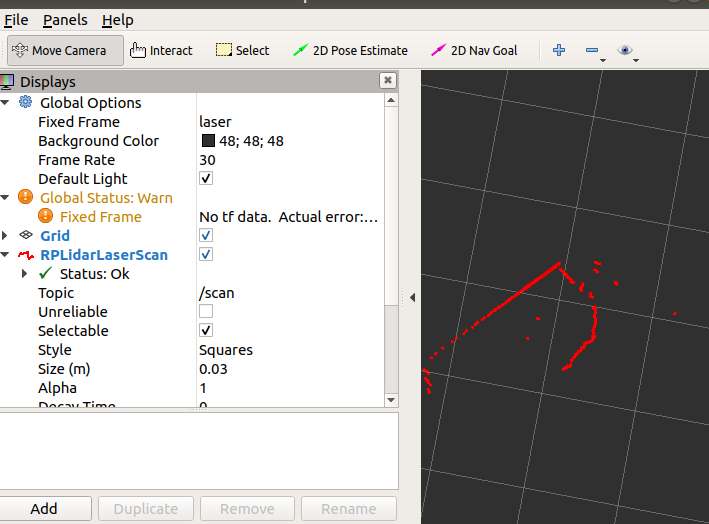 File Panels Help
Move Camera Interact Select 2D Pose Estimate 2D Nav Goal
Displays
Global Options
Fixed Frame laser
Background Color 48; 48; 48
Frame Rate 30
Default Light
Global Status: Warn
Fixed Frame No tf data. Actual error:...
Grid
RPLidarLaserScan
Status: Ok
Topic /scan
Unreliable
Selectable
Style Squares
Size (m) 0.03
Alpha 1
Decay Time 0
Add Duplicate Remove Rename